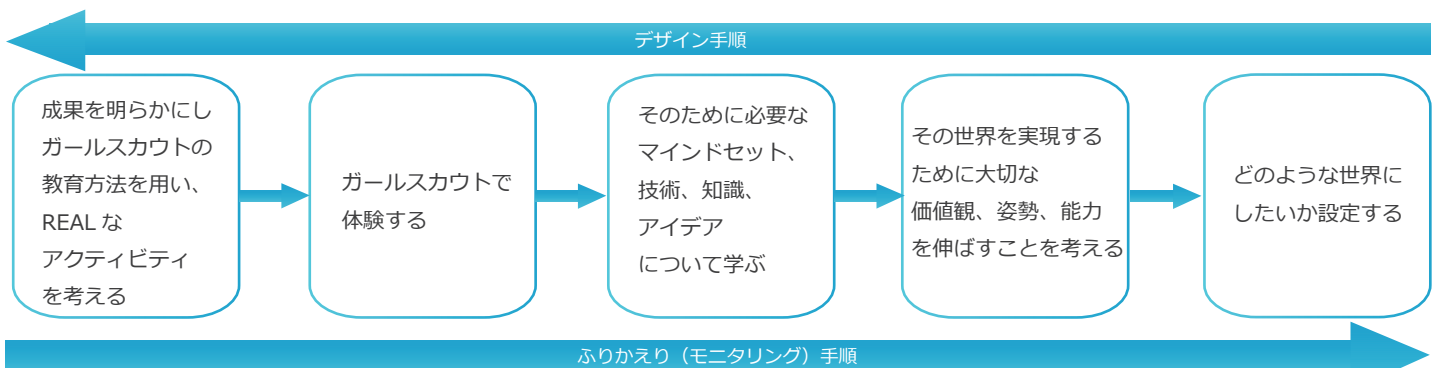 デザイン手順
成果を明らかにし
ガールスカウトの
教育方法を用い、
REAL な
アクティビティ
を考える
ガールスカウトで
体験する
そのために必要な
マインドセット、
技術、知識、
アイデア
について学ぶ
その世界を実現する
ために大切な
価値観、姿勢、能力
を伸ばすことを考える
どのような世界に
したいか設定する
ふりかえり（モニタリング）手順